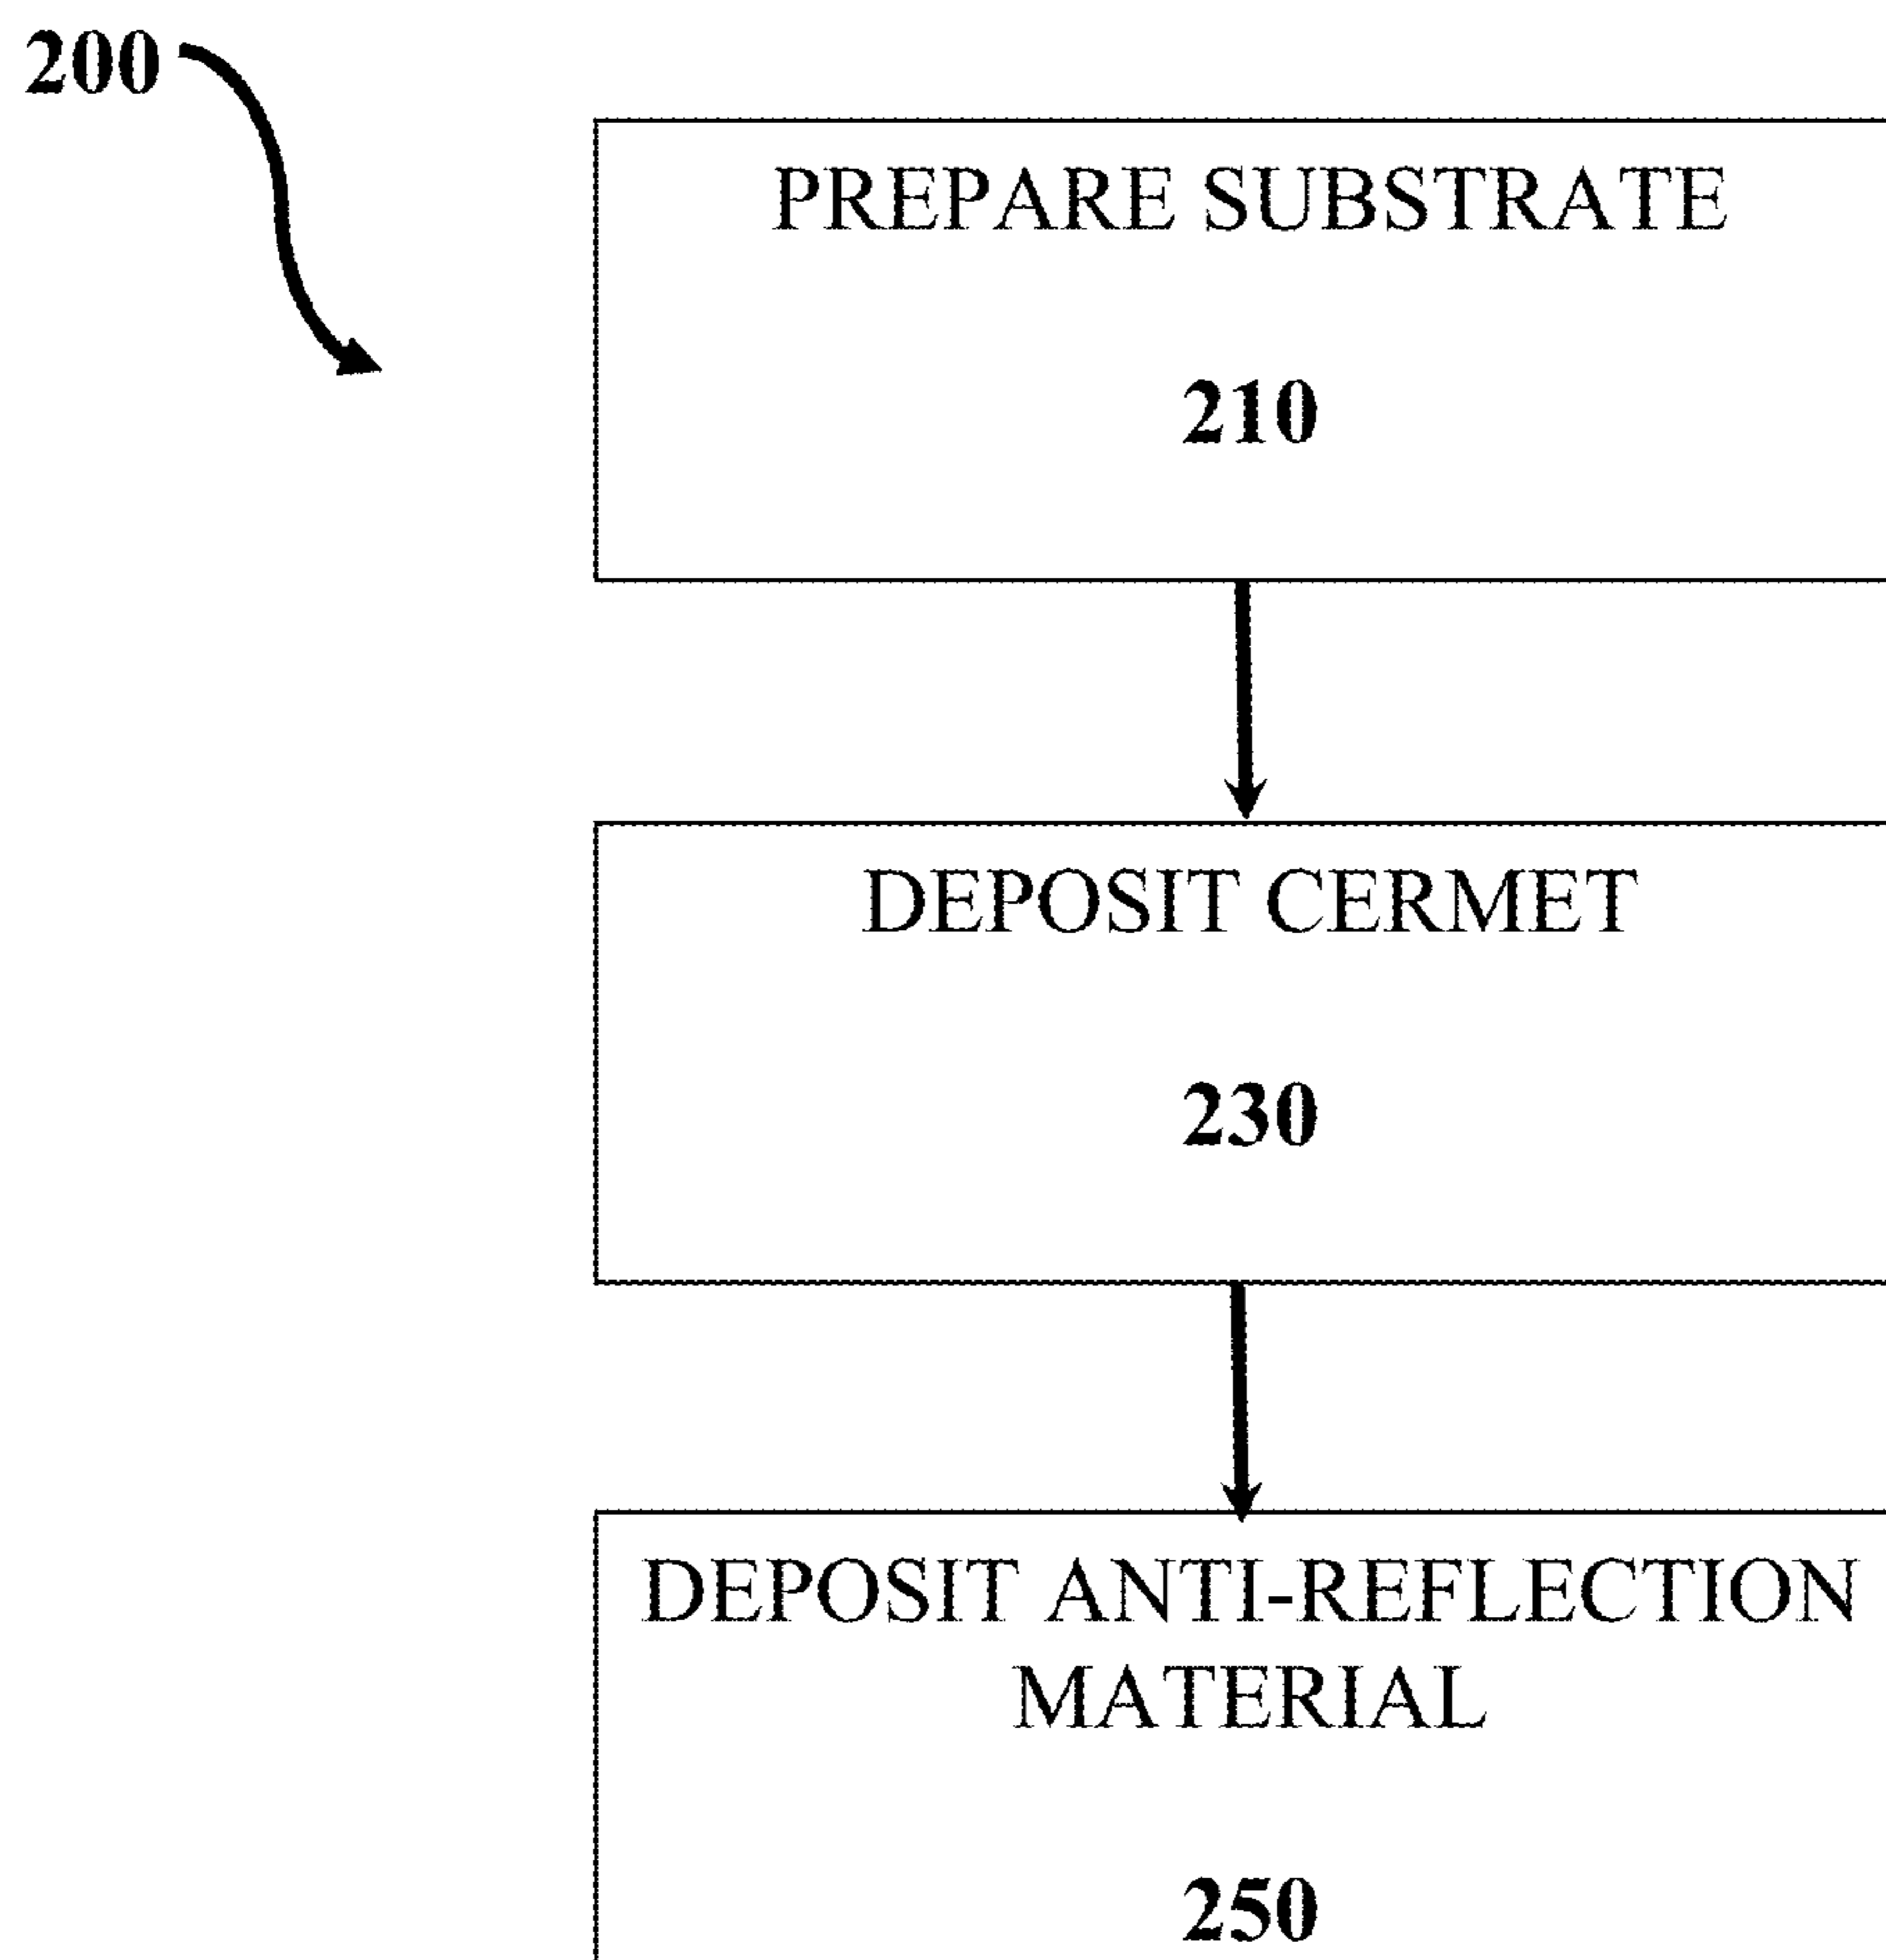 200
PREPARE SUBSTRATE
210
DEPOSIT CERMET
230
DEPOSIT ANTI-REFLECTION
MATERIAL
250